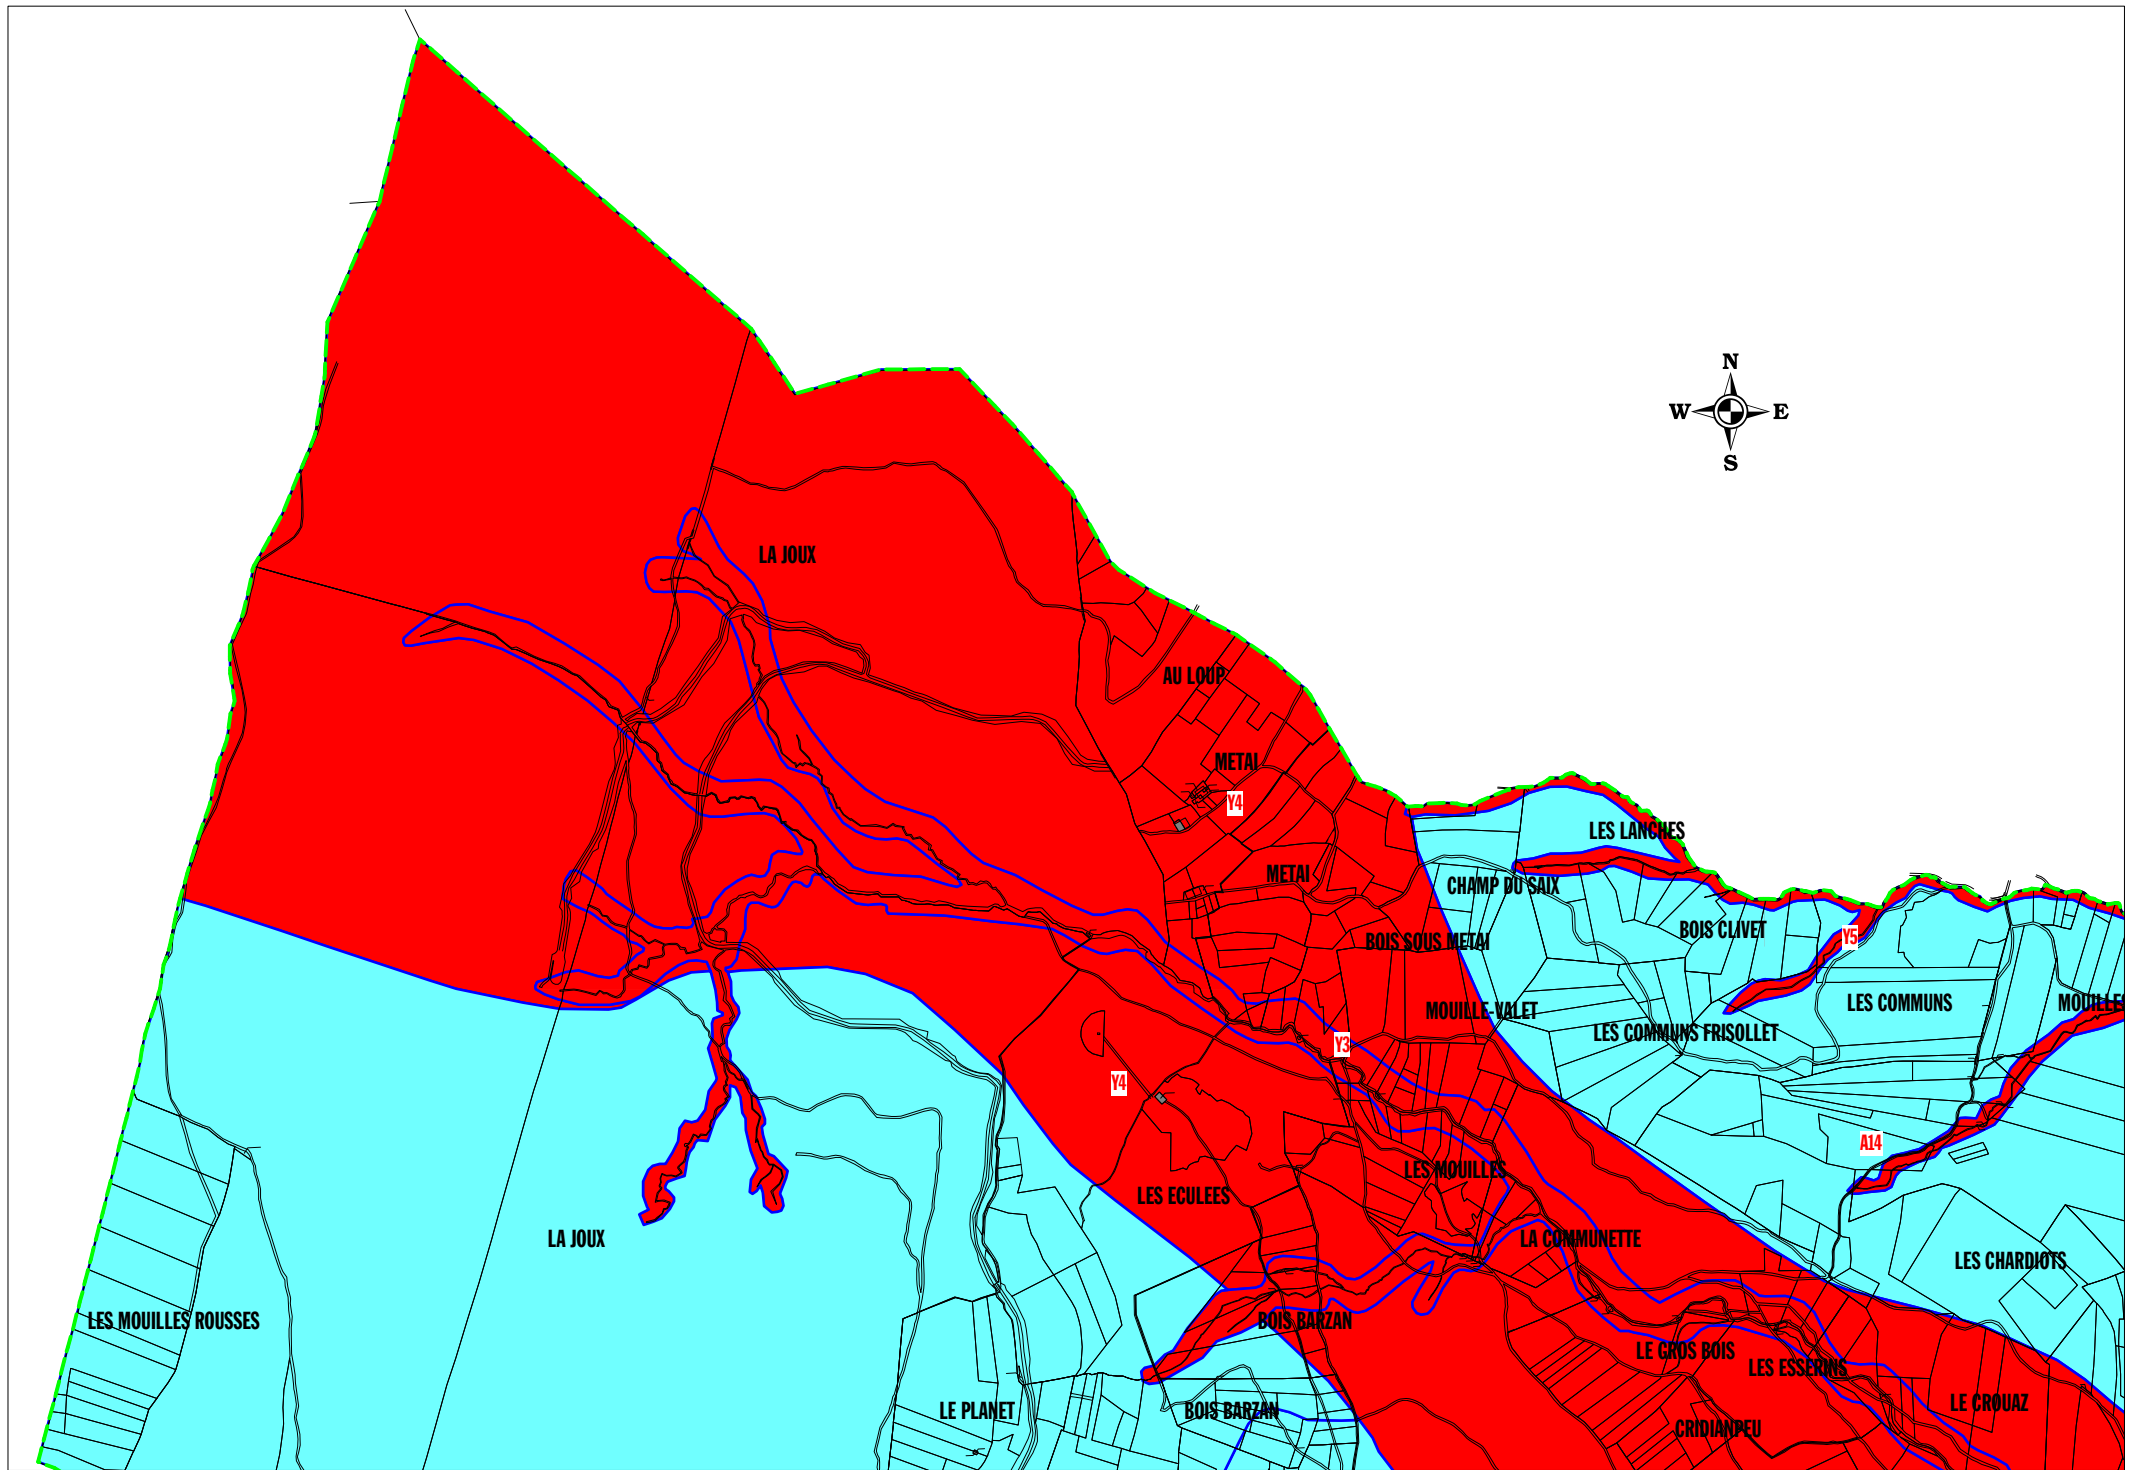 N
W E
S
LA JOUX
AU LOUP
METAI
Y4
LES LANCHES
METAI
CHAMP DU SAIX
BOIS CLIVET
Y5
BOIS SOUS METAI
LES COMMUNS
MOUILLES
MOUILLE-VALET
LES COMMUNS FRISOLLET
Y3
Y4
A14
LES MOUILLES
LES ECULEES
LA JOUX
LA COMMUNETTE
LES CHARDIOTS
LES MOUILLES ROUSSES
BOIS BARZAN
LE GROS BOIS
LES ESSERINS
LE CROUAZ
LE PLANET
BOIS BARZAN
CRIDIANPEU